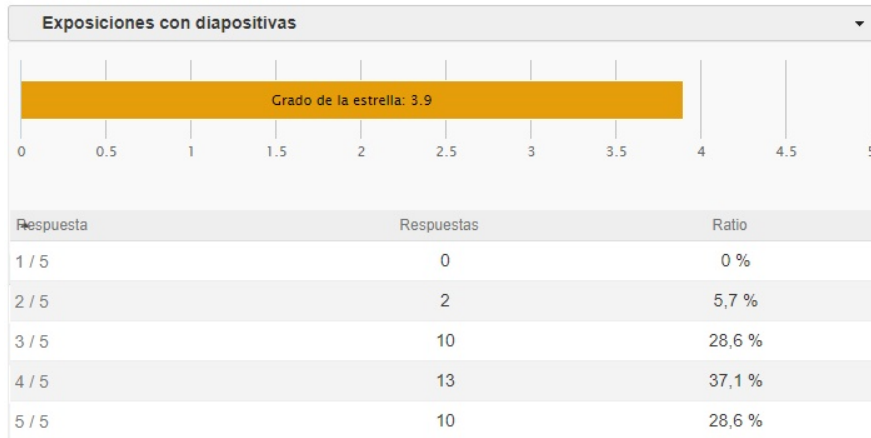 Exposiciones con diapositivas
Grado de la estrella: 3.9
0 0.5 1 1.5 2 2.5 3 3.5 4 4.5 5
Respuesta Respuestas Ratio
1 / 5 0 0 %
2 / 5 2 5,7 %
3 / 5 10 28,6 %
4 / 5 13 37,1 %
5 / 5 10 28,6 %